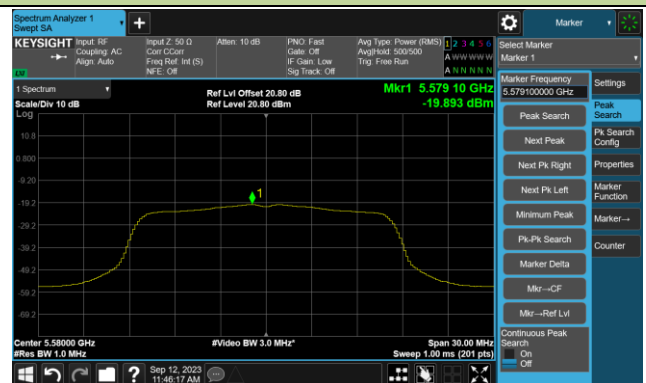 Spectrum Analyzer 1
Swept SA
+
Marker
KEYSIGHT
Input: RF
Coupling: AC
Align: Auto
Input Z: 50 Ω
Corr CCorr
Freq Ref: Int (S)
NFE: Off
Atten: 10 dB
PNO: Fast
Gate: Off
IF Gain: Low
Sig Track: Off
Avg Type: Power (RMS)
Avg|Hold: 500/500
Trig: Free Run
1 2 3 4 5 6
A W W W W W
A N N N N N
LXI
Select Marker
Marker 1
1 Spectrum
Scale/Div 10 dB
Log
Ref Lvl Offset 20.80 dB
Ref Level 20.80 dBm
Mkr1 5.579 10 GHz
-19.893 dBm
10.8
0.800
-9.20
-19.2
-29.2
-39.2
-49.2
-59.2
-69.2
1
Center 5.58000 GHz
#Res BW 1.0 MHz
#Video BW 3.0 MHz*
Span 30.00 MHz
Sweep 1.00 ms (201 pts)
Marker Frequency
5.579100000 GHz
Peak Search
Next Peak
Next Pk Right
Next Pk Left
Minimum Peak
Pk-Pk Search
Marker Delta
Mkr→CF
Mkr→Ref Lvl
Continuous Peak
Search
On
Off
Settings
Peak
Search
Pk Search
Config
Properties
Marker
Function
Marker→
Counter
?
Sep 12, 2023
11:46:17 AM